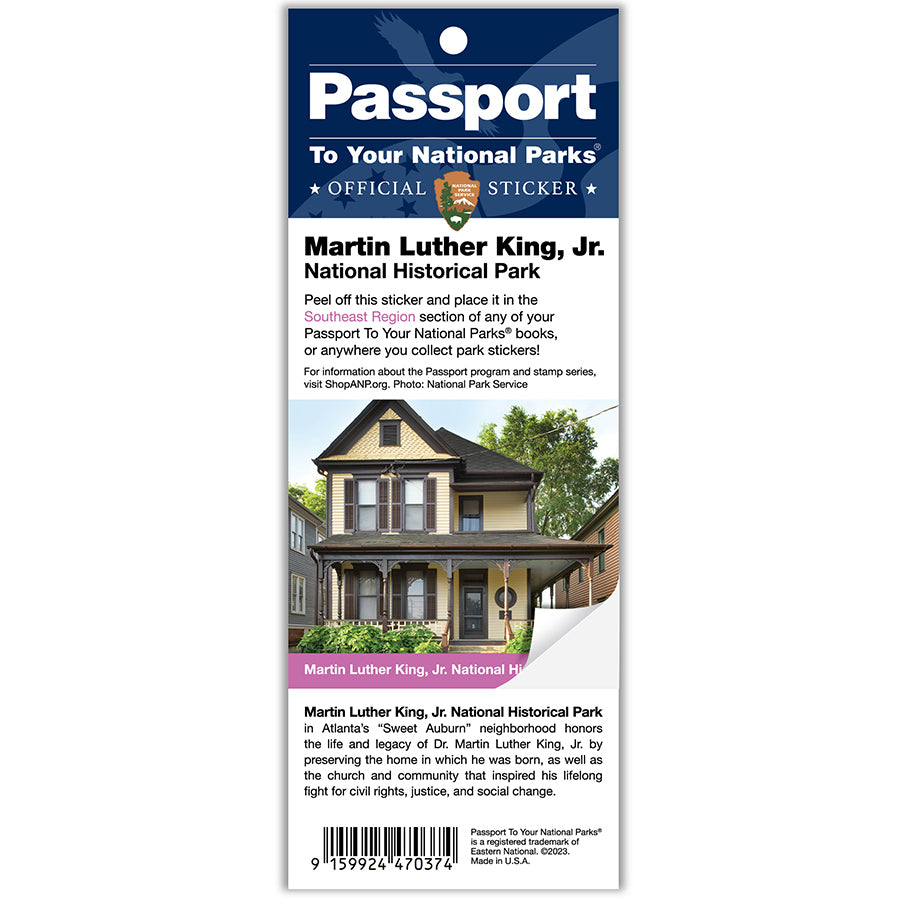 Passport
To Your National Parks®
★ OFFICIAL STICKER ★
NATIONAL
PARK
SERVICE
Martin Luther King, Jr.
National Historical Park
Peel off this sticker and place it in the
Southeast Region section of any of your
Passport To Your National Parks® books,
or anywhere you collect park stickers!
For information about the Passport program and stamp series,
visit ShopANP.org. Photo: National Park Service
Martin Luther King, Jr. National Hi
Martin Luther King, Jr. National Historical Park
in Atlanta’s “Sweet Auburn” neighborhood honors
the life and legacy of Dr. Martin Luther King, Jr. by
preserving the home in which he was born, as well as
the church and community that inspired his lifelong
fight for civil rights, justice, and social change.
9 159924 470374
Passport To Your National Parks®
is a registered trademark of
Eastern National. ©2023.
Made in U.S.A.